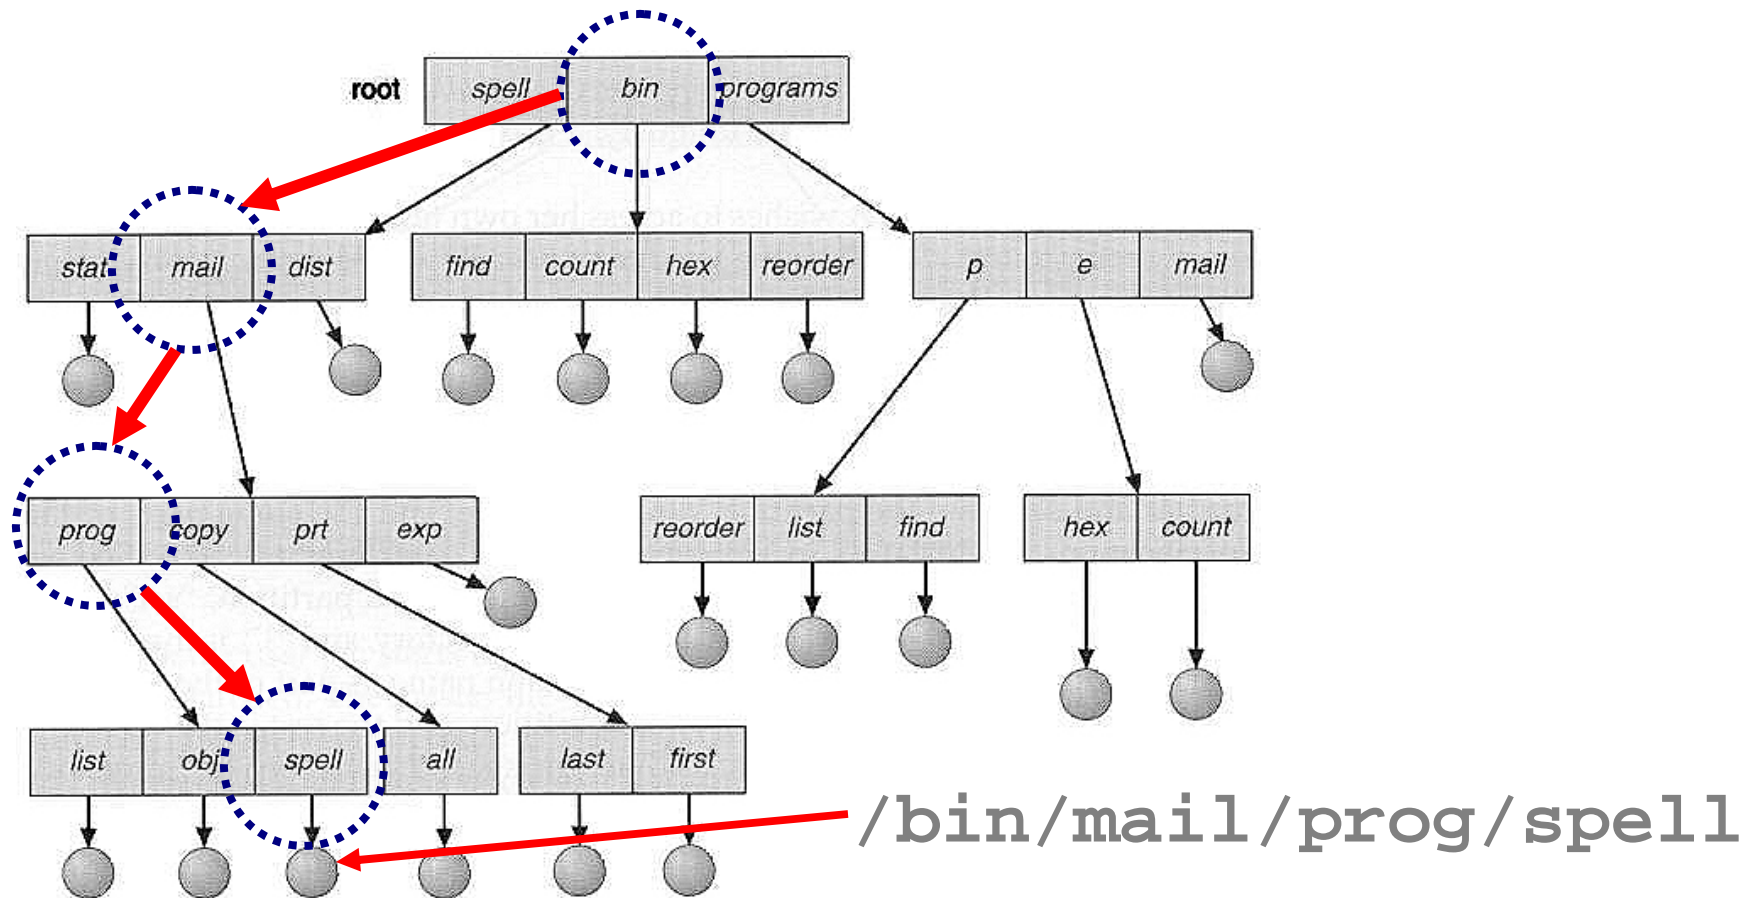 root spell bin programs
stat mail dist find count hex reorder p e mail
prog copy prt exp reorder list find hex count
list obj spell all last first
/bin/mail/prog/spell